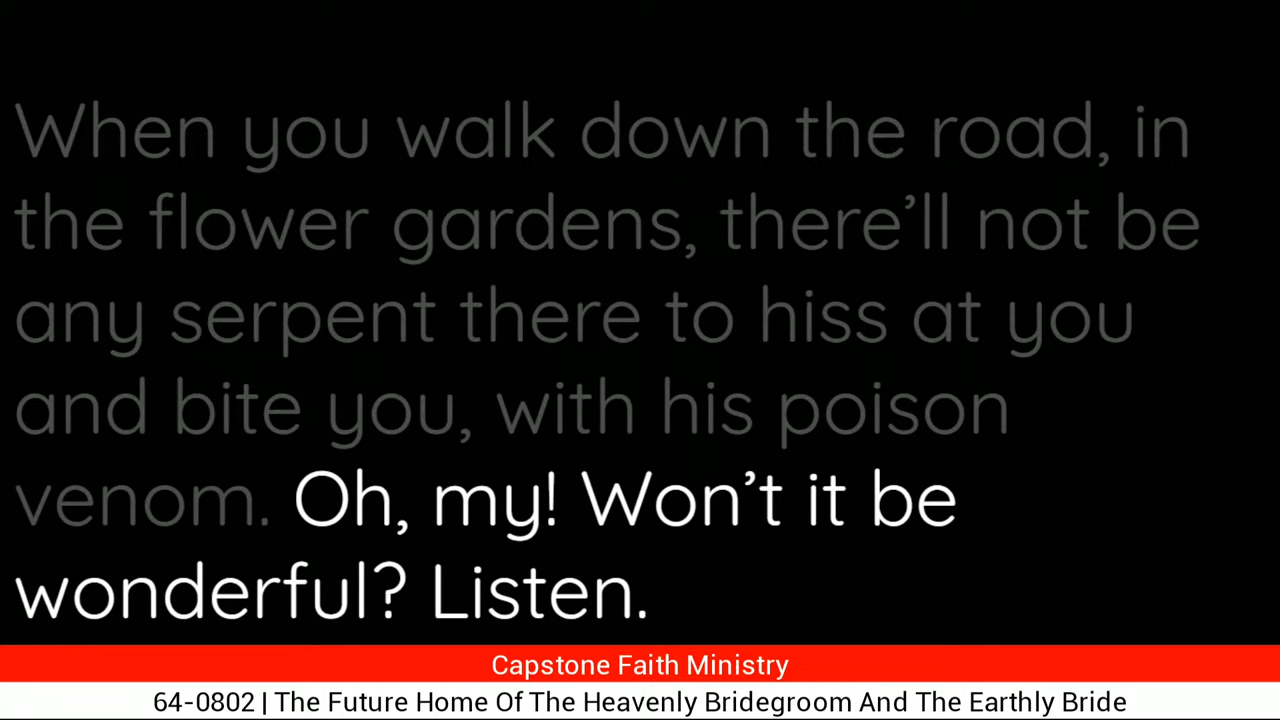 When you walk down the road, in
the flower gardens, there’ll not be
any serpent there to hiss at you
and bite you, with his poison
venom. Oh, my! Won’t it be
wonderful? Listen.
Capstone Faith Ministry
64-0802 | The Future Home Of The Heavenly Bridegroom And The Earthly Bride